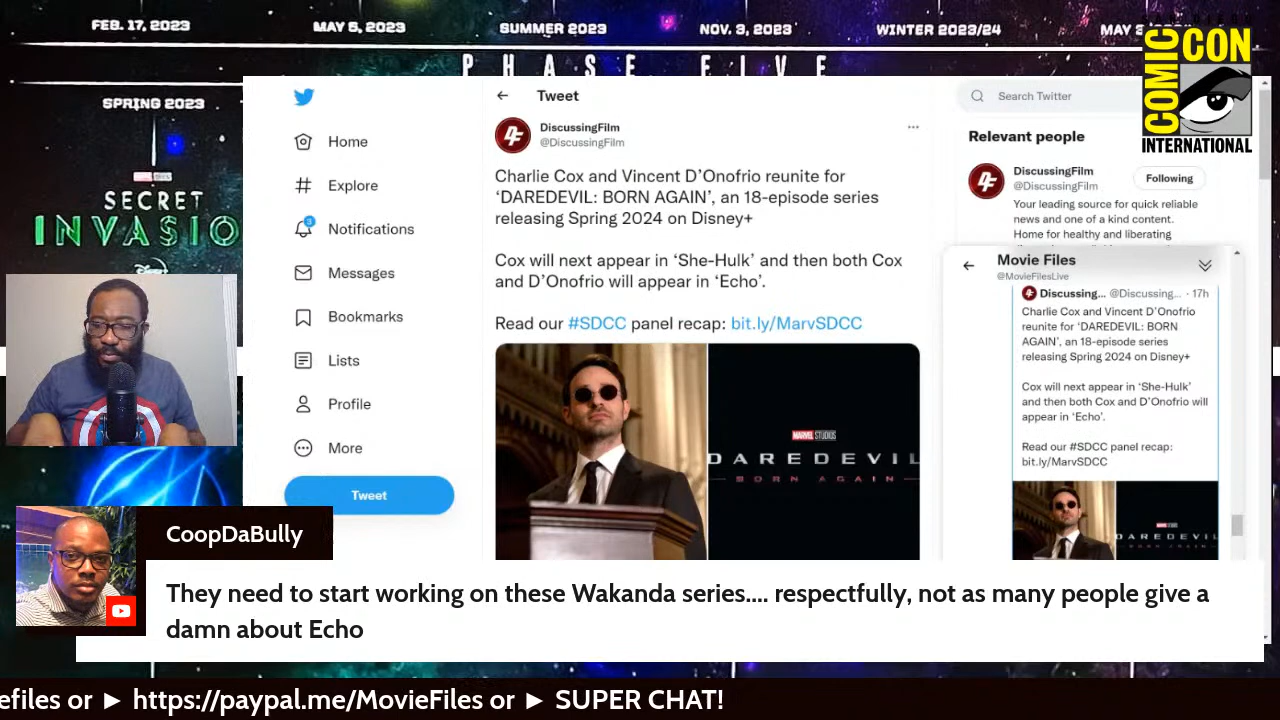 FEB. 17, 2023
MAY 5, 2023
SUMMER 2023
NOV. 3, 2023
WINTER 2023/24
MAY
PHASE FIVE
SPRING 2023
SECRET
INVASIO
Disney
COMIC
CON
INTERNATIONAL
Home
Explore
3
Notifications
Messages
Bookmarks
Lists
Profile
More
Tweet
Tweet
DiscussingFilm
@DiscussingFilm
Charlie Cox and Vincent D’Onofrio reunite for
‘DAREDEVIL: BORN AGAIN’, an 18-episode series
releasing Spring 2024 on Disney+
Cox will next appear in ‘She-Hulk’ and then both Cox
and D’Onofrio will appear in ‘Echo’.
Read our #SDCC panel recap: bit.ly/MarvSDCC
MARVEL STUDIOS
DAREDEVIL
BORN AGAIN
Search Twitter
Relevant people
DiscussingFilm
@DiscussingFilm
Following
Your leading source for quick reliable
news and one of a kind content.
Home for healthy and liberating
Movie Files
@MovieFilesLive
Discussing... @Discussing... · 17h
Charlie Cox and Vincent D’Onofrio
reunite for ‘DAREDEVIL: BORN
AGAIN’, an 18-episode series
releasing Spring 2024 on Disney+
Cox will next appear in ‘She-Hulk’
and then both Cox and D’Onofrio will
appear in ‘Echo’.
Read our #SDCC panel recap:
bit.ly/MarvSDCC
DAREDEVIL
BORN AGAIN
CoopDaBully
They need to start working on these Wakanda series.... respectfully, not as many people give a
damn about Echo
efiles or ► https://paypal.me/MovieFiles or ► SUPER CHAT!